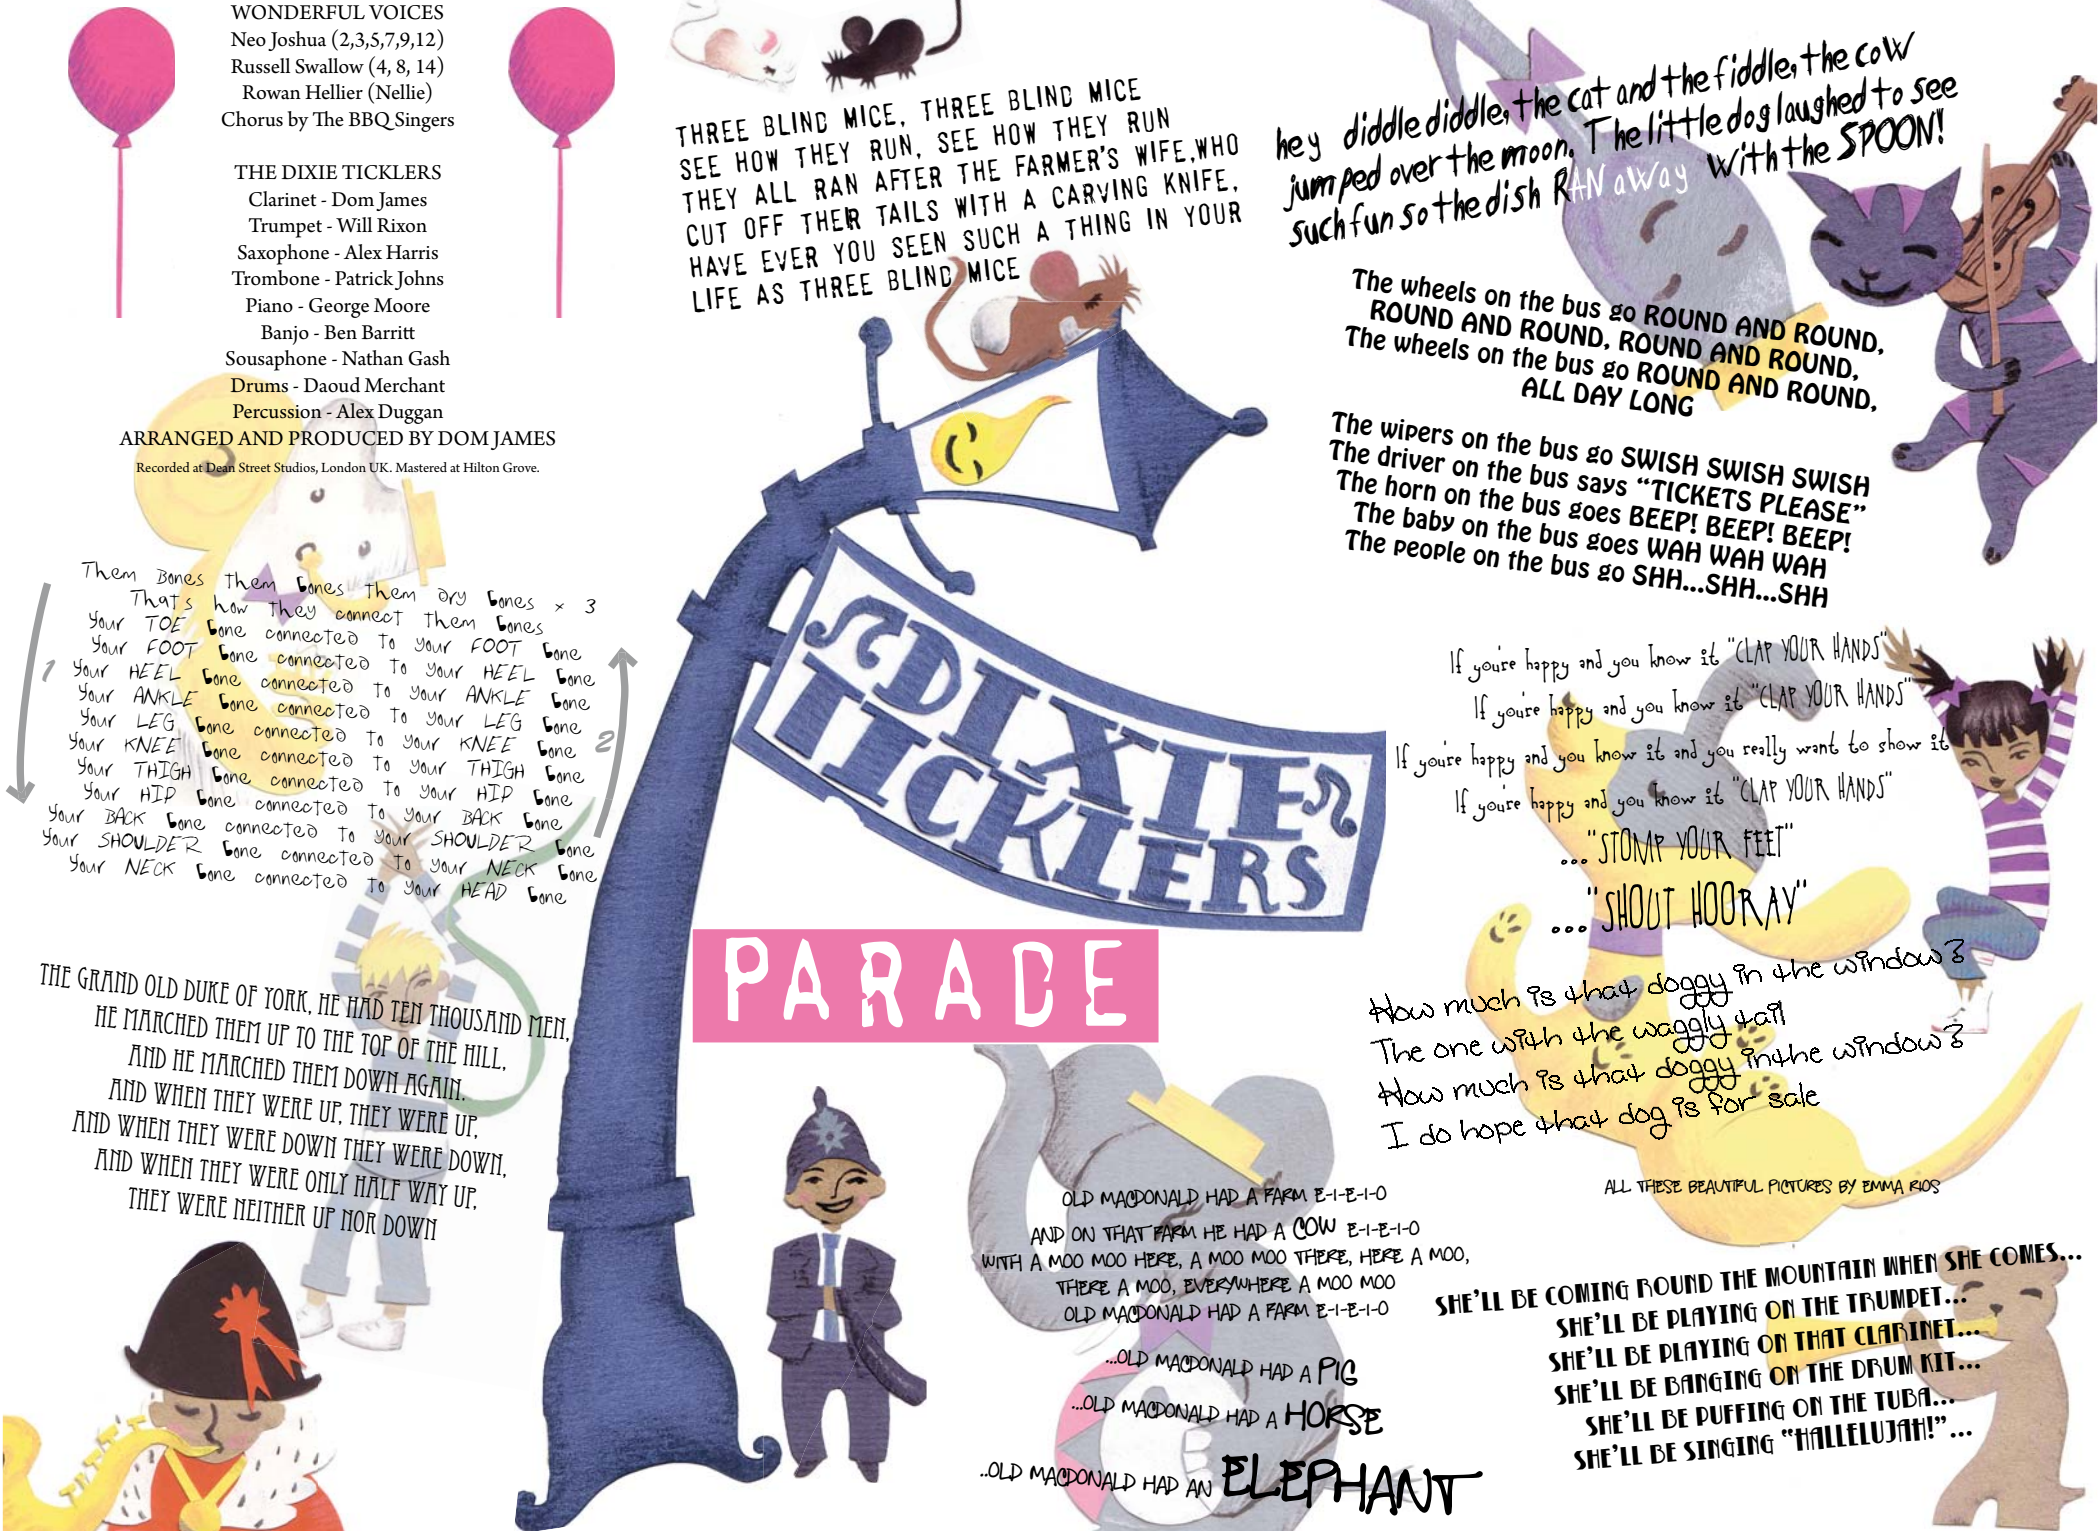 WONDERFUL VOICES
Neo Joshua (2,3,5,7,9,12)
Russell Swallow (4, 8, 14)
Rowan Hellier (Nellie)
Chorus by The BBQ Singers
THE DIXIE TICKLERS
Clarinet - Dom James
Trumpet - Will Rixon
Saxophone - Alex Harris
Trombone - Patrick Johns
Piano - George Moore
Banjo - Ben Barritt
Sousaphone - Nathan Gash
Drums - Daoud Merchant
Percussion - Alex Duggan
ARRANGED AND PRODUCED BY DOM JAMES
Recorded at Dean Street Studios, London UK. Mastered at Hilton Grove.
Them Bones them bones them dry bones x 3
Thats how they connect them bones
Your TOE bone connected to your FOOT bone
Your FOOT bone connected to your HEEL bone
Your HEEL bone connected to your ANKLE bone
Your ANKLE bone connected to your LEG bone
Your LEG bone connected to your KNEE bone
Your KNEE bone connected to your THIGH bone
Your THIGH bone connected to your HIP bone
Your HIP bone connected to your BACK bone
Your BACK bone connected to your SHOULDER bone
Your SHOULDER bone connected to your NECK bone
Your NECK bone connected to your HEAD bone
1
2
THE GRAND OLD DUKE OF YORK, HE HAD TEN THOUSAND MEN,
HE MARCHED THEM UP TO THE TOP OF THE HILL,
AND HE MARCHED THEM DOWN AGAIN.
AND WHEN THEY WERE UP, THEY WERE UP,
AND WHEN THEY WERE DOWN THEY WERE DOWN,
AND WHEN THEY WERE ONLY HALF WAY UP,
THEY WERE NEITHER UP NOR DOWN
THREE BLIND MICE, THREE BLIND MICE
SEE HOW THEY RUN, SEE HOW THEY RUN
THEY ALL RAN AFTER THE FARMER'S WIFE,WHO
CUT OFF THER TAILS WITH A CARVING KNIFE,
HAVE EVER YOU SEEN SUCH A THING IN YOUR
LIFE AS THREE BLIND MICE
DIXIE
TICKLERS
PARADE
OLD MACDONALD HAD A FARM E-I-E-I-O
AND ON THAT FARM HE HAD A COW E-I-E-I-O
WITH A MOO MOO HERE, A MOO MOO THERE, HERE A MOO,
THERE A MOO, EVERYWHERE A MOO MOO
OLD MACDONALD HAD A FARM E-I-E-I-O
...OLD MACDONALD HAD A PIG
...OLD MACDONALD HAD A HORSE
..OLD MACDONALD HAD AN ELEPHANT
hey diddle diddle, the cat and the fiddle, the coW
jumped over the moon. The little dog laughed to see
such fun so the dish RAN aWay With the SPOON!
The wheels on the bus go ROUND AND ROUND,
ROUND AND ROUND, ROUND AND ROUND,
The wheels on the bus go ROUND AND ROUND,
ALL DAY LONG
The wipers on the bus go SWISH SWISH SWISH
The driver on the bus says “TICKETS PLEASE”
The horn on the bus goes BEEP! BEEP! BEEP!
The baby on the bus goes WAH WAH WAH
The people on the bus go SHH...SHH...SHH
If you're happy and you know it "CLAP YOUR HANDS"
If you're happy and you know it "CLAP YOUR HANDS"
If you're happy and you know it and you really want to show it
If you're happy and you know it "CLAP YOUR HANDS"
..."STOMP YOUR FEET"
..."SHOUT HOORAY"
How much is that doggy in the window?
The one with the waggly tail
How much is that doggy in the window?
I do hope that dog is for sale
ALL THESE BEAUTIFUL PICTURES BY EMMA RIOS
SHE'LL BE COMING ROUND THE MOUNTAIN WHEN SHE COMES...
SHE'LL BE PLAYING ON THE TRUMPET...
SHE'LL BE PLAYING ON THAT CLARINET...
SHE'LL BE BANGING ON THE DRUM KIT...
SHE'LL BE PUFFING ON THE TUBA...
SHE'LL BE SINGING “HALLELUJAH!”...